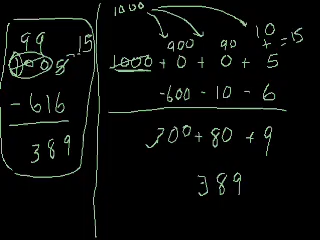 99 15
1005
- 616
389
1000
900 90 10
+ = 15
1000 + 0 + 0 + 5
-600 - 10 - 6
300 + 80 + 9
389